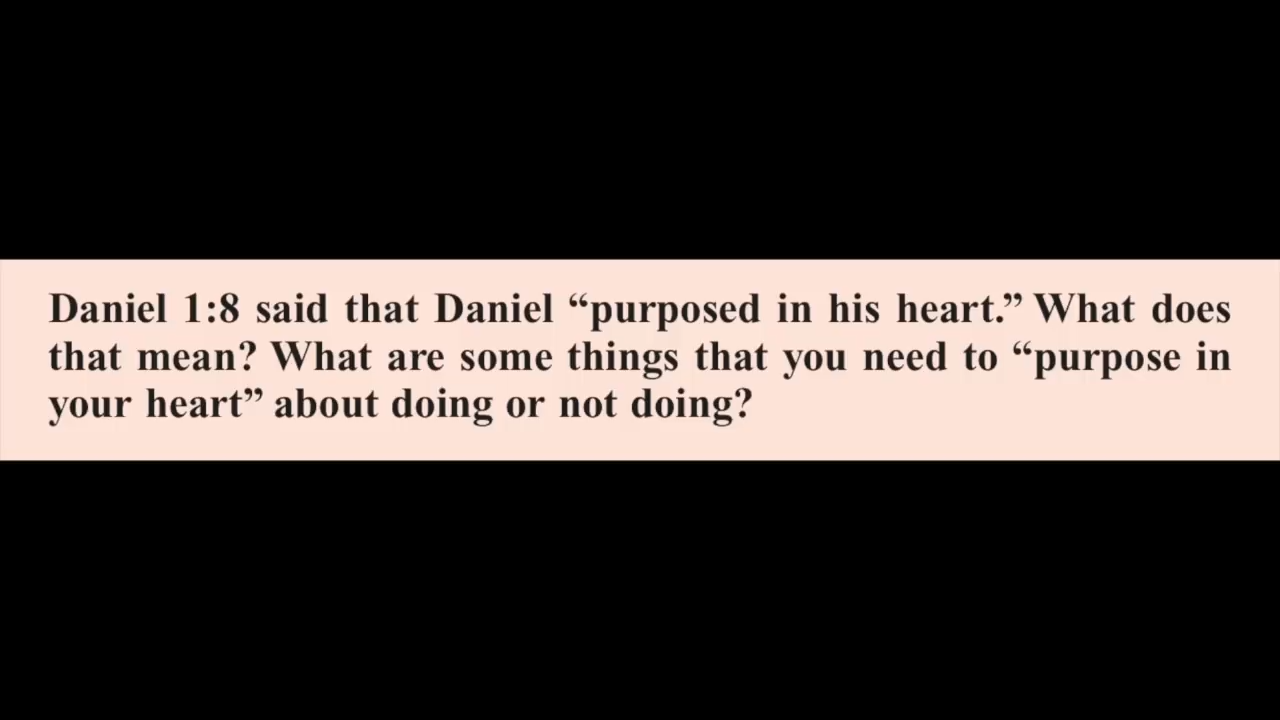 Daniel 1:8 said that Daniel “purposed in his heart.” What does
that mean? What are some things that you need to “purpose in
your heart” about doing or not doing?